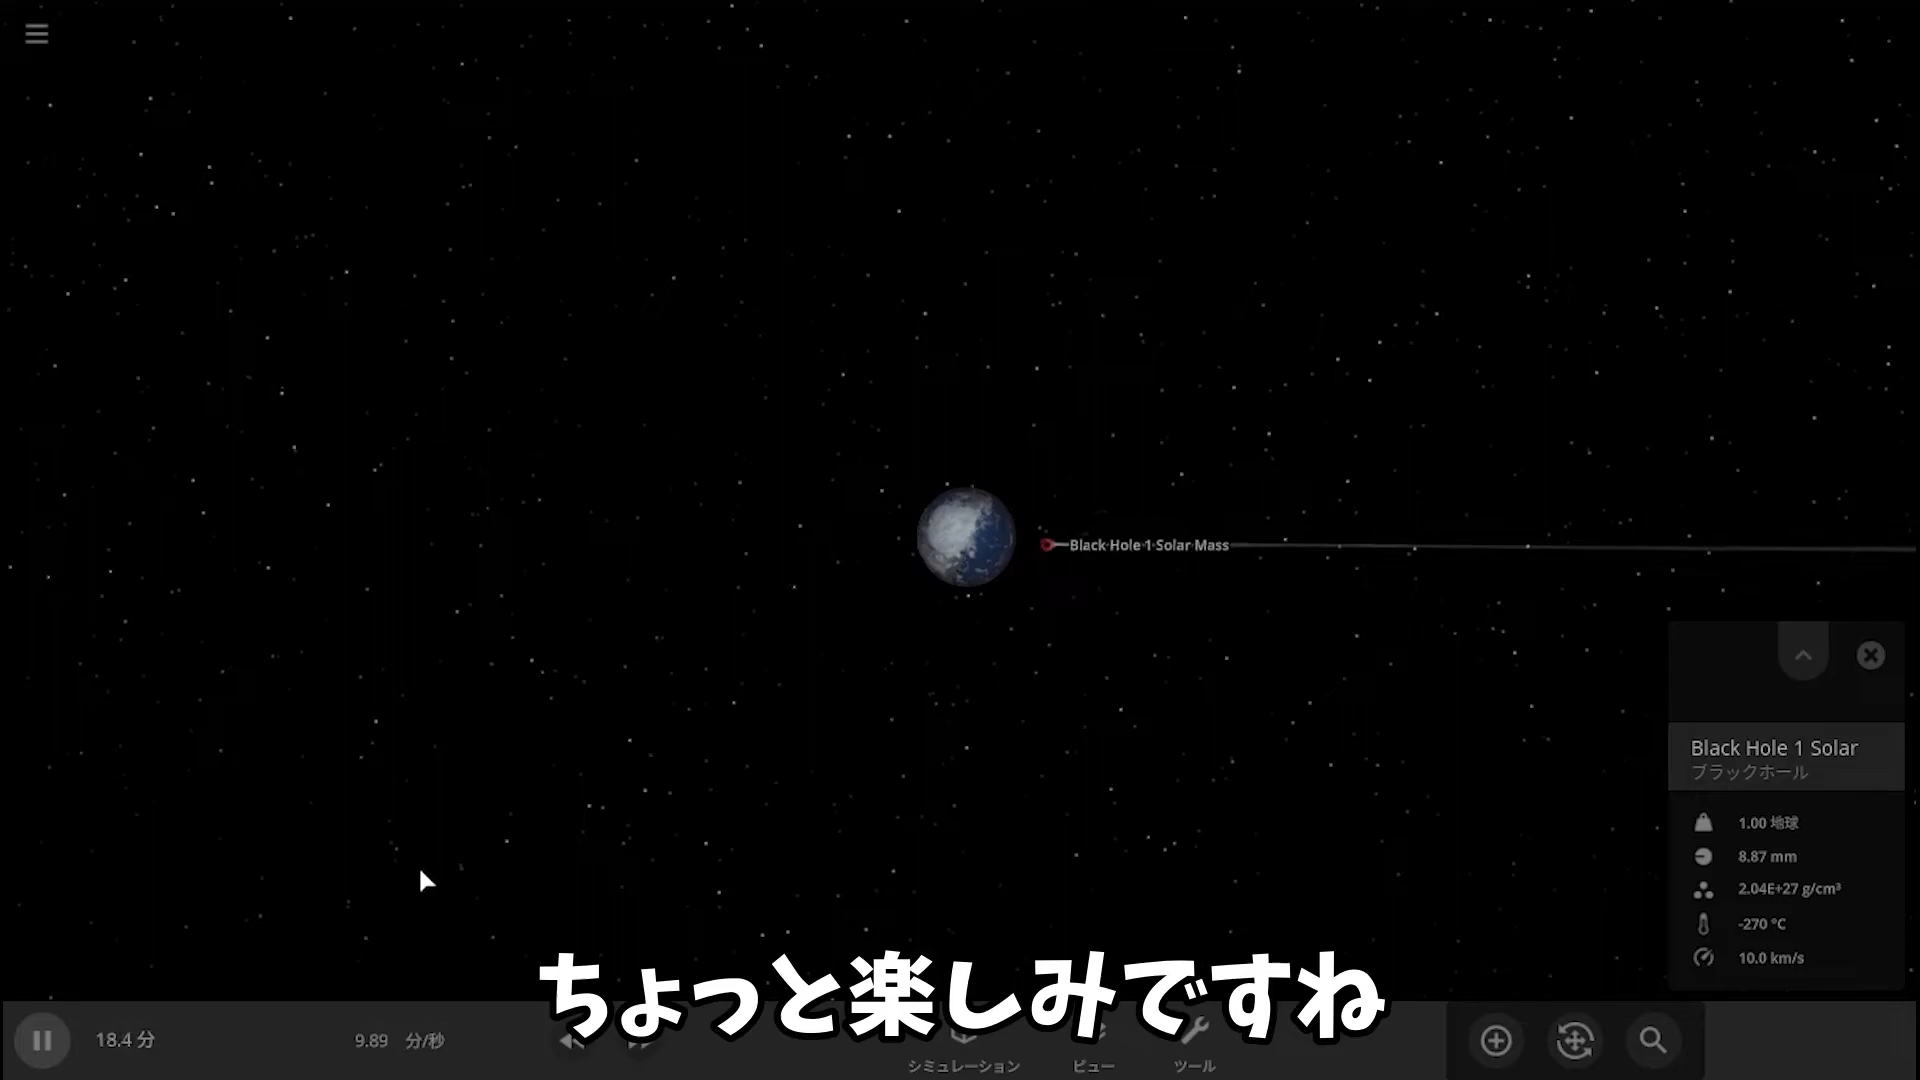 Black Hole 1 Solar Mass
Black Hole 1 Solar
ブラックホール
1.00 地球
8.87 mm
2.04E+27 g/cm³
-270 °C
10.0 km/s
ちょっと楽しみですね
18.4 分
9.89 分/秒
シミュレーション
ビュー
ツール